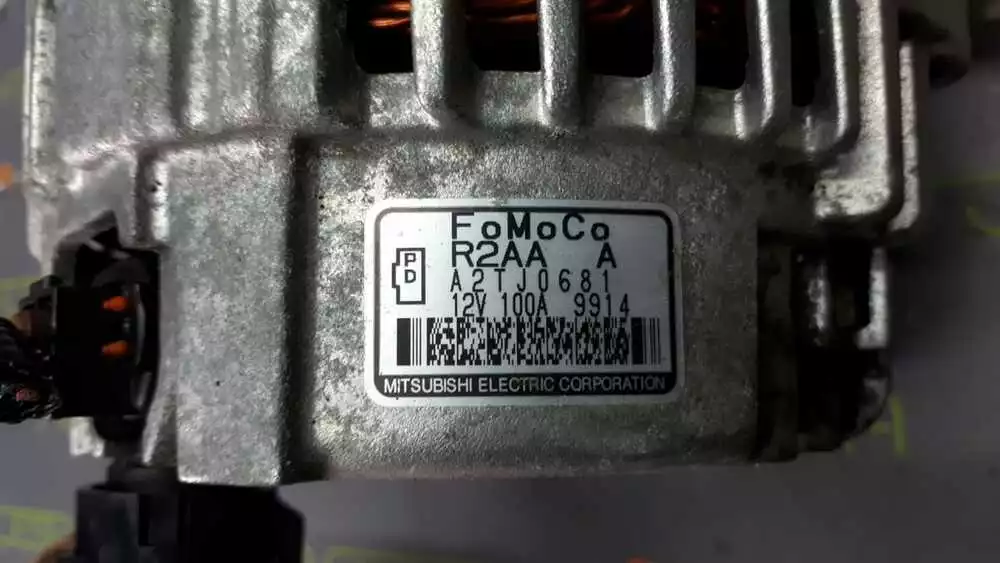 FoMoCo
R2AA A
P
D
A2TJ0681
12V 100A 9914
MITSUBISHI ELECTRIC CORPORATION